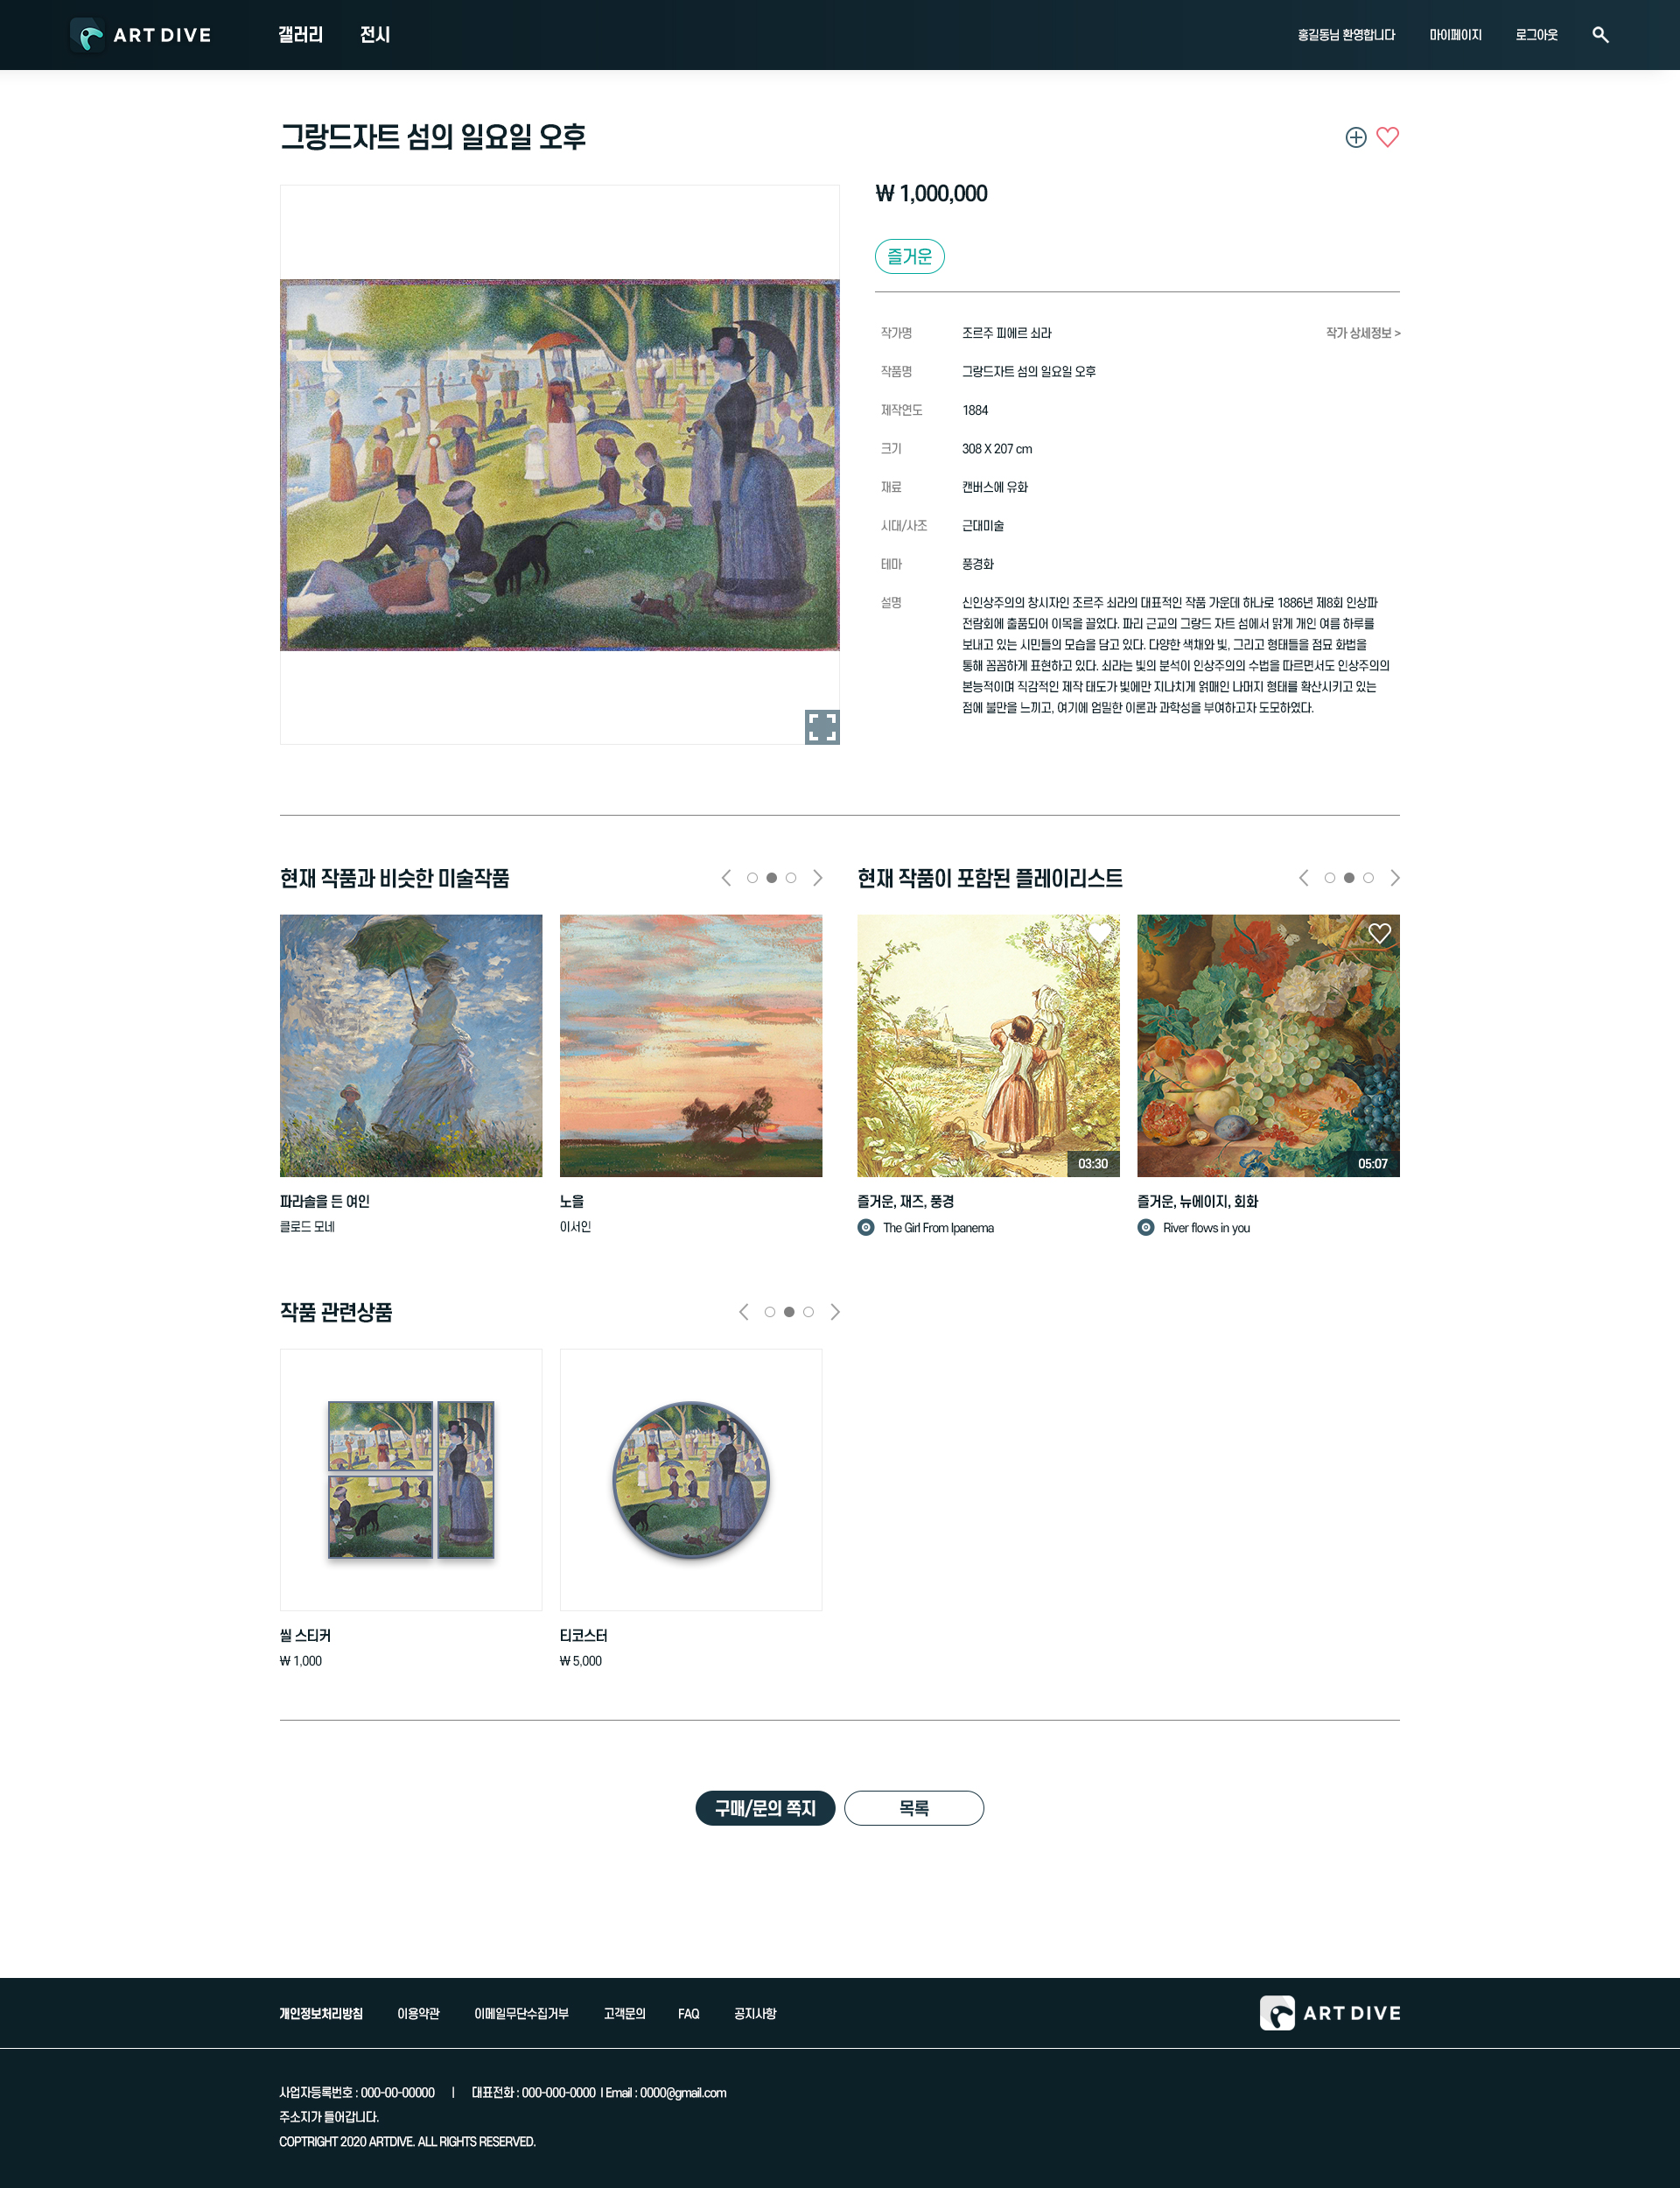 ART DIVE
갤러리
전시
홍길동님 환영합니다
마이페이지
로그아웃
그랑드자트 섬의 일요일 오후
₩ 1,000,000
즐거운
작가명 조르주 피에르 쇠라 작가 상세정보 >
작품명 그랑드자트 섬의 일요일 오후
제작연도 1884
크기 308 X 207 cm
재료 캔버스에 유화
시대/사조 근대미술
테마 풍경화
설명 신인상주의의 창시자인 조르주 쇠라의 대표적인 작품 가운데 하나로 1886년 제8회 인상파
전람회에 출품되어 이목을 끌었다. 파리 근교의 그랑드 자트 섬에서 맑게 개인 여름 하루를
보내고 있는 시민들의 모습을 담고 있다. 다양한 색채와 빛, 그리고 형태들을 점묘 화법을
통해 꼼꼼하게 표현하고 있다. 쇠라는 빛의 분석이 인상주의의 수법을 따르면서도 인상주의의
본능적이며 직감적인 제작 태도가 빛에만 지나치게 얽매인 나머지 형태를 확산시키고 있는
점에 불만을 느끼고, 여기에 엄밀한 이론과 과학성을 부여하고자 도모하였다.
현재 작품과 비슷한 미술작품
파라솔을 든 여인
클로드 모네
노을
이서인
현재 작품이 포함된 플레이리스트
03:30
즐거운, 재즈, 풍경
The Girl From Ipanema
05:07
즐거운, 뉴에이지, 회화
River flows in you
작품 관련상품
씰 스티커
₩ 1,000
티코스터
₩ 5,000
구매/문의 쪽지
목록
개인정보처리방침
이용약관
이메일무단수집거부
고객문의
FAQ
공지사항
ART DIVE
사업자등록번호 : 000-00-00000 | 대표전화 : 000-000-0000 | Email : 0000@gmail.com
주소지가 들어갑니다.
COPTRIGHT 2020 ARTDIVE. ALL RIGHTS RESERVED.